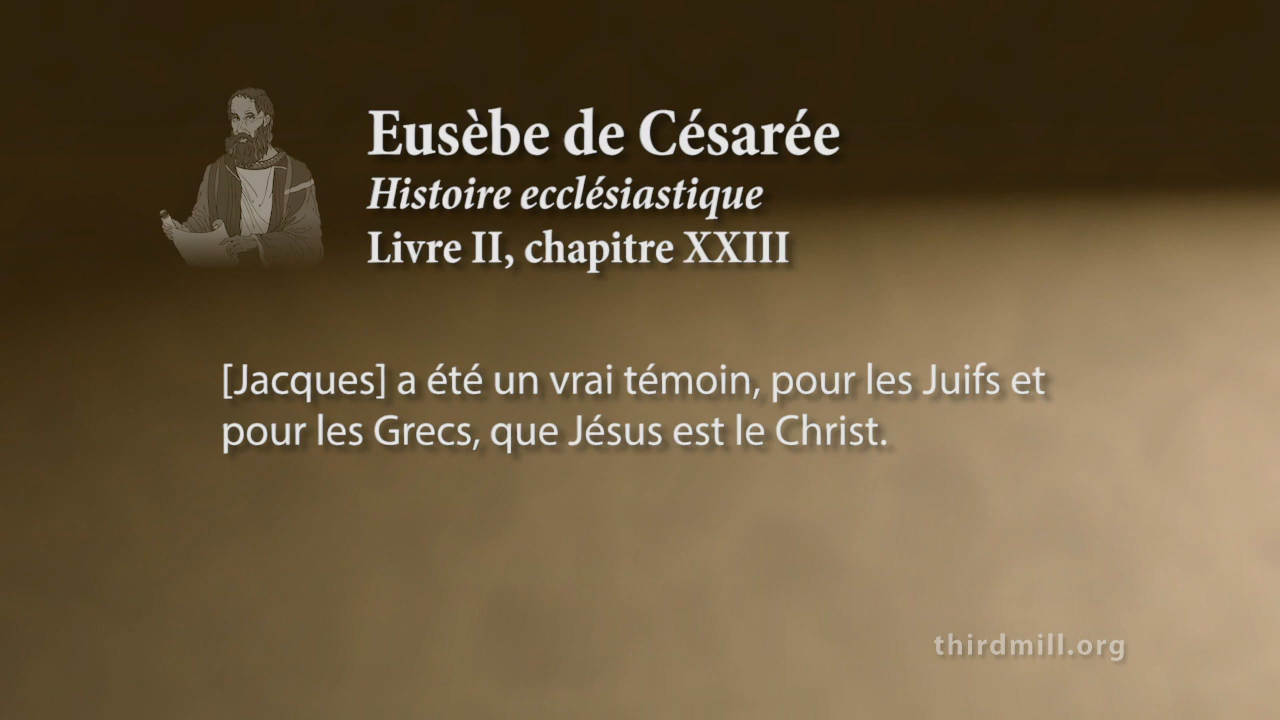 Eusèbe de Césarée
Histoire ecclésiastique
Livre II, chapitre XXIII
[Jacques] a été un vrai témoin, pour les Juifs et
pour les Grecs, que Jésus est le Christ.
thirdmill.org